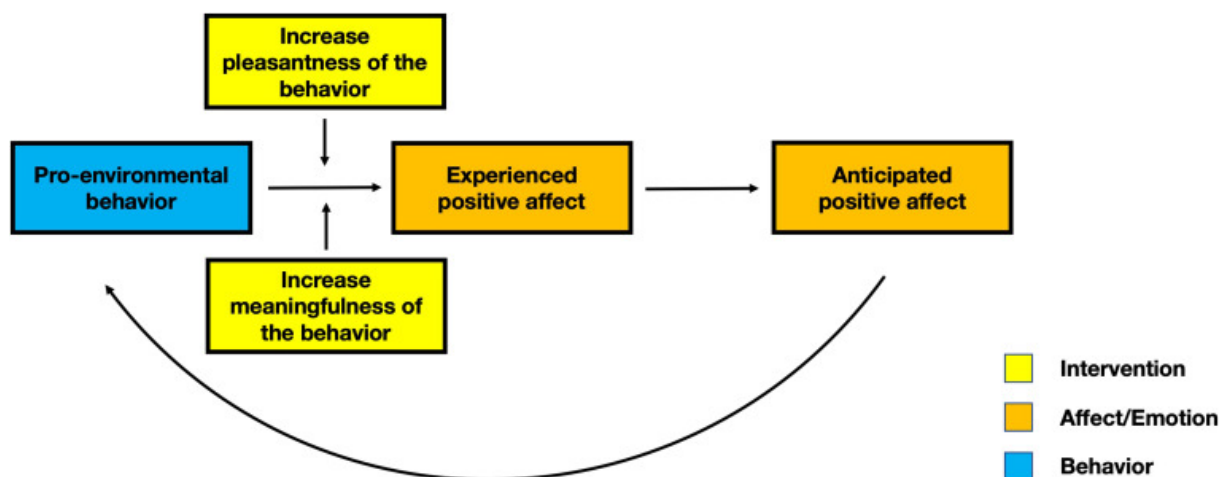 Increase
pleasantness of the
behavior
Pro-environmental
behavior
Experienced
positive affect
Anticipated
positive affect
Increase
meaningfulness of
the behavior
Intervention
Affect/Emotion
Behavior